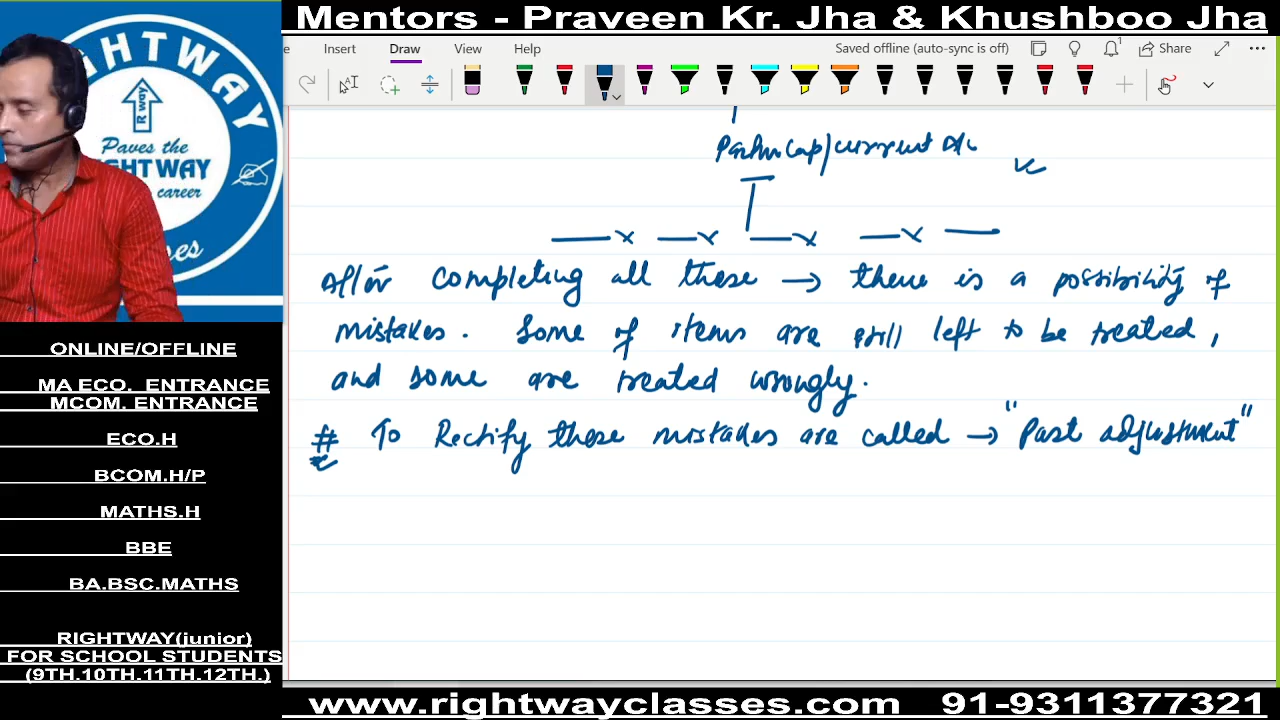 Mentors - Praveen Kr. Jha & Khushboo Jha
RIGHTWAY
R way
Paves the
RIGHTWAY
career
sses
Insert Draw View Help Saved offline (auto-sync is off) 1 Share
cap/current A/c
After completing all these → there is a possibility of
mistakes. Some of items are still left to be treated,
and some are treated wrongly.
# To Rectify these mistakes are called → "Past adjustment"
ONLINE/OFFLINE
MA ECO. ENTRANCE
MCOM. ENTRANCE
ECO.H
BCOM.H/P
MATHS.H
BBE
BA.BSC.MATHS
RIGHTWAY(junior)
FOR SCHOOL STUDENTS
(9TH.10TH.11TH.12TH.)
www.rightwayclasses.com 91-9311377321